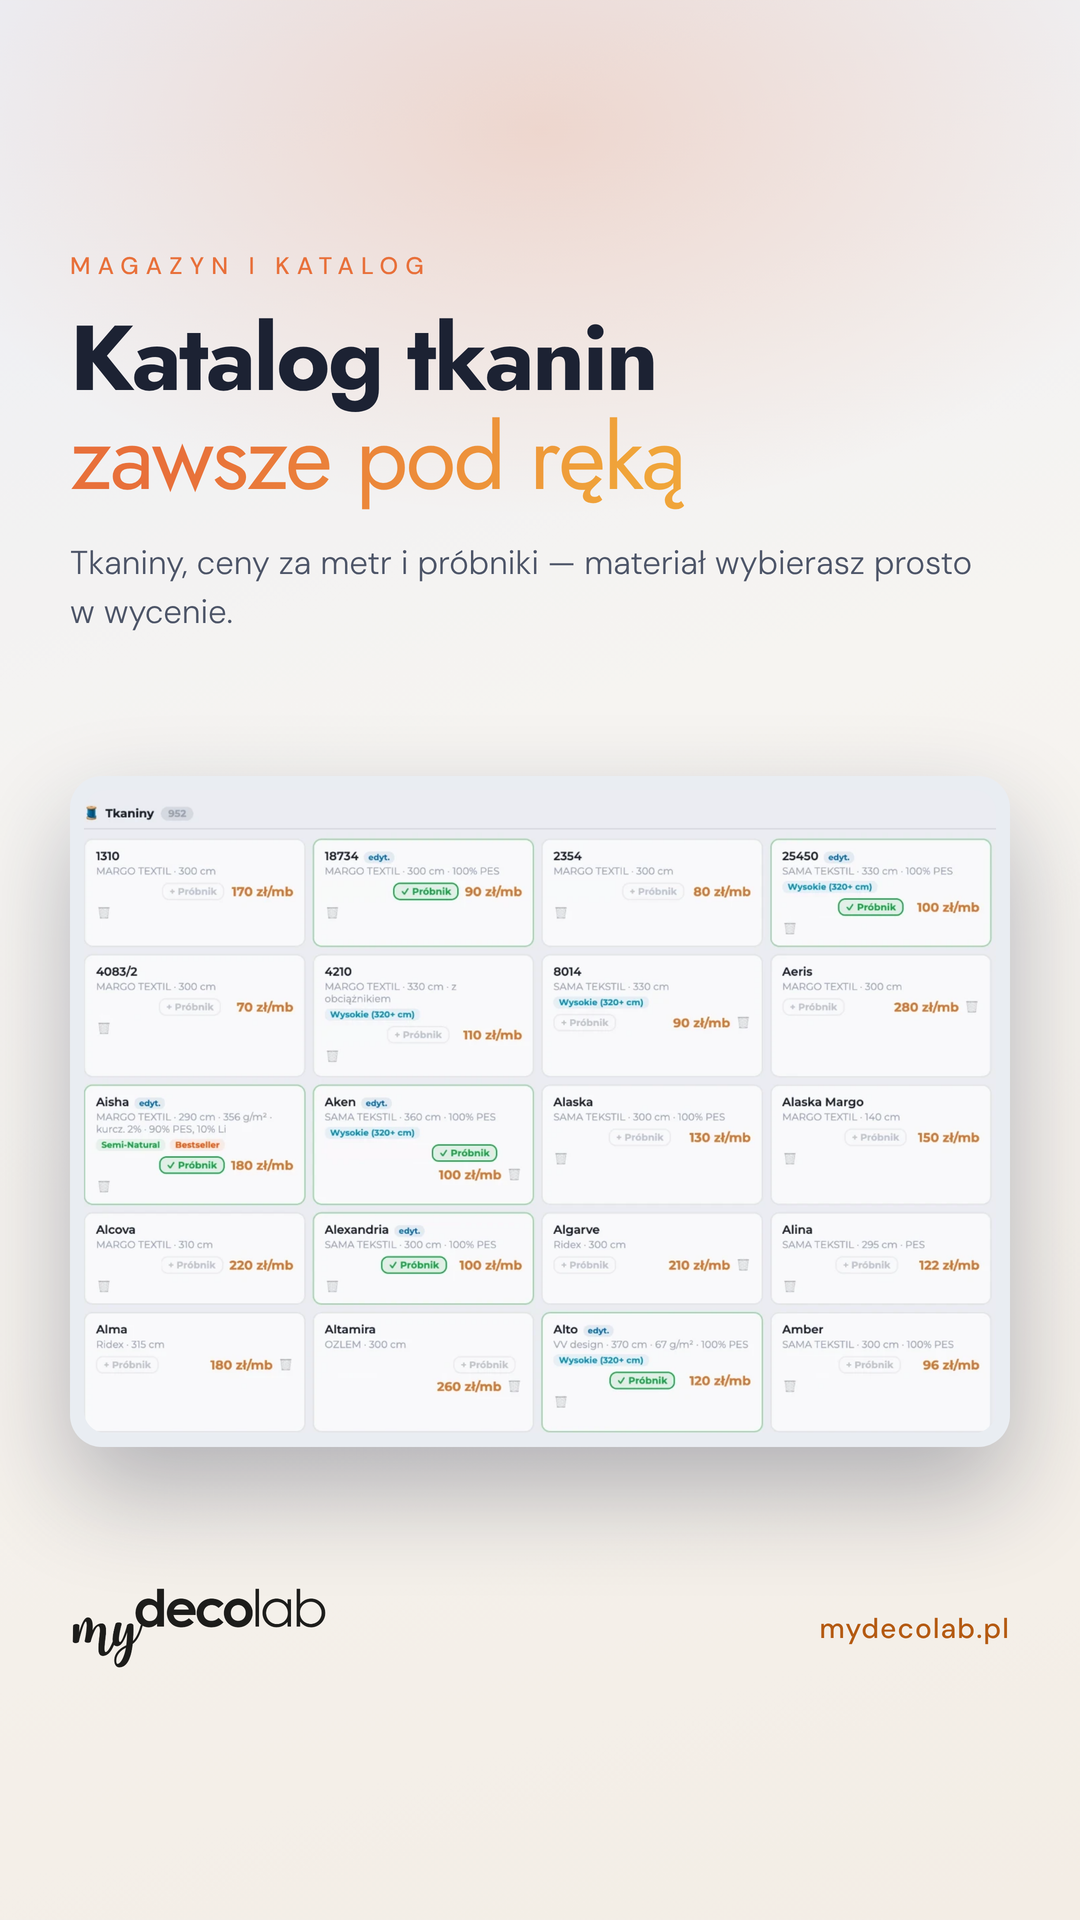 MAGAZYN I KATALOG
Katalog tkanin
zawsze pod ręką
Tkaniny, ceny za metr i próbniki — materiał wybierasz prosto
w wycenie.
Tkaniny 952
1310
MARGO TEXTIL · 300 cm
+ Próbnik 170 zł/mb
18734 edyt.
MARGO TEXTIL · 300 cm · 100% PES
✓ Próbnik 90 zł/mb
2354
MARGO TEXTIL · 300 cm
+ Próbnik 80 zł/mb
25450 edyt.
SAMA TEKSTIL · 330 cm · 100% PES
Wysokie (320+ cm)
✓ Próbnik 100 zł/mb
4083/2
MARGO TEXTIL · 300 cm
+ Próbnik 70 zł/mb
4210
MARGO TEXTIL · 330 cm · z
obciążnikiem
Wysokie (320+ cm)
+ Próbnik 110 zł/mb
8014
SAMA TEKSTIL · 330 cm
Wysokie (320+ cm)
+ Próbnik 90 zł/mb
Aeris
MARGO TEXTIL · 300 cm
+ Próbnik 280 zł/mb
Aisha edyt.
MARGO TEXTIL · 290 cm · 356 g/m² ·
kurcz. 2% · 90% PES, 10% Li
Semi-Natural Bestseller
✓ Próbnik 180 zł/mb
Aken edyt.
SAMA TEKSTIL · 360 cm · 100% PES
Wysokie (320+ cm)
✓ Próbnik
100 zł/mb
Alaska
SAMA TEKSTIL · 300 cm · 100% PES
+ Próbnik 130 zł/mb
Alaska Margo
MARGO TEXTIL · 140 cm
+ Próbnik 150 zł/mb
Alcova
MARGO TEXTIL · 310 cm
+ Próbnik 220 zł/mb
Alexandria edyt.
SAMA TEKSTIL · 300 cm · 100% PES
✓ Próbnik 100 zł/mb
Algarve
Ridex · 300 cm
+ Próbnik 210 zł/mb
Alina
SAMA TEKSTIL · 295 cm · PES
+ Próbnik 122 zł/mb
Alma
Ridex · 315 cm
+ Próbnik 180 zł/mb
Altamira
OZLEM · 300 cm
+ Próbnik
260 zł/mb
Alto edyt.
VV design · 370 cm · 67 g/m² · 100% PES
Wysokie (320+ cm)
✓ Próbnik 120 zł/mb
Amber
SAMA TEKSTIL · 300 cm · 100% PES
+ Próbnik 96 zł/mb
mydecolab
mydecolab.pl